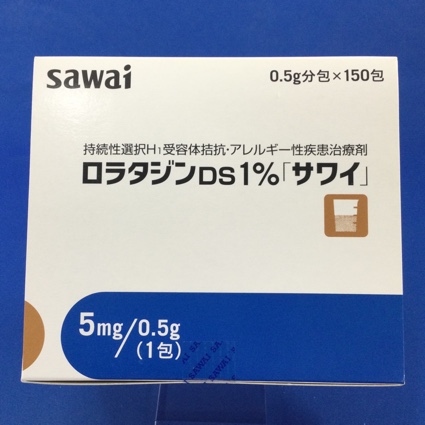 sawai
0.5g分包×150包
持続性選択H₁受容体拮抗・アレルギー性疾患治療剤
ロラタジンDS1%「サワイ」
5mg/0.5g
(1包)
SAWAI